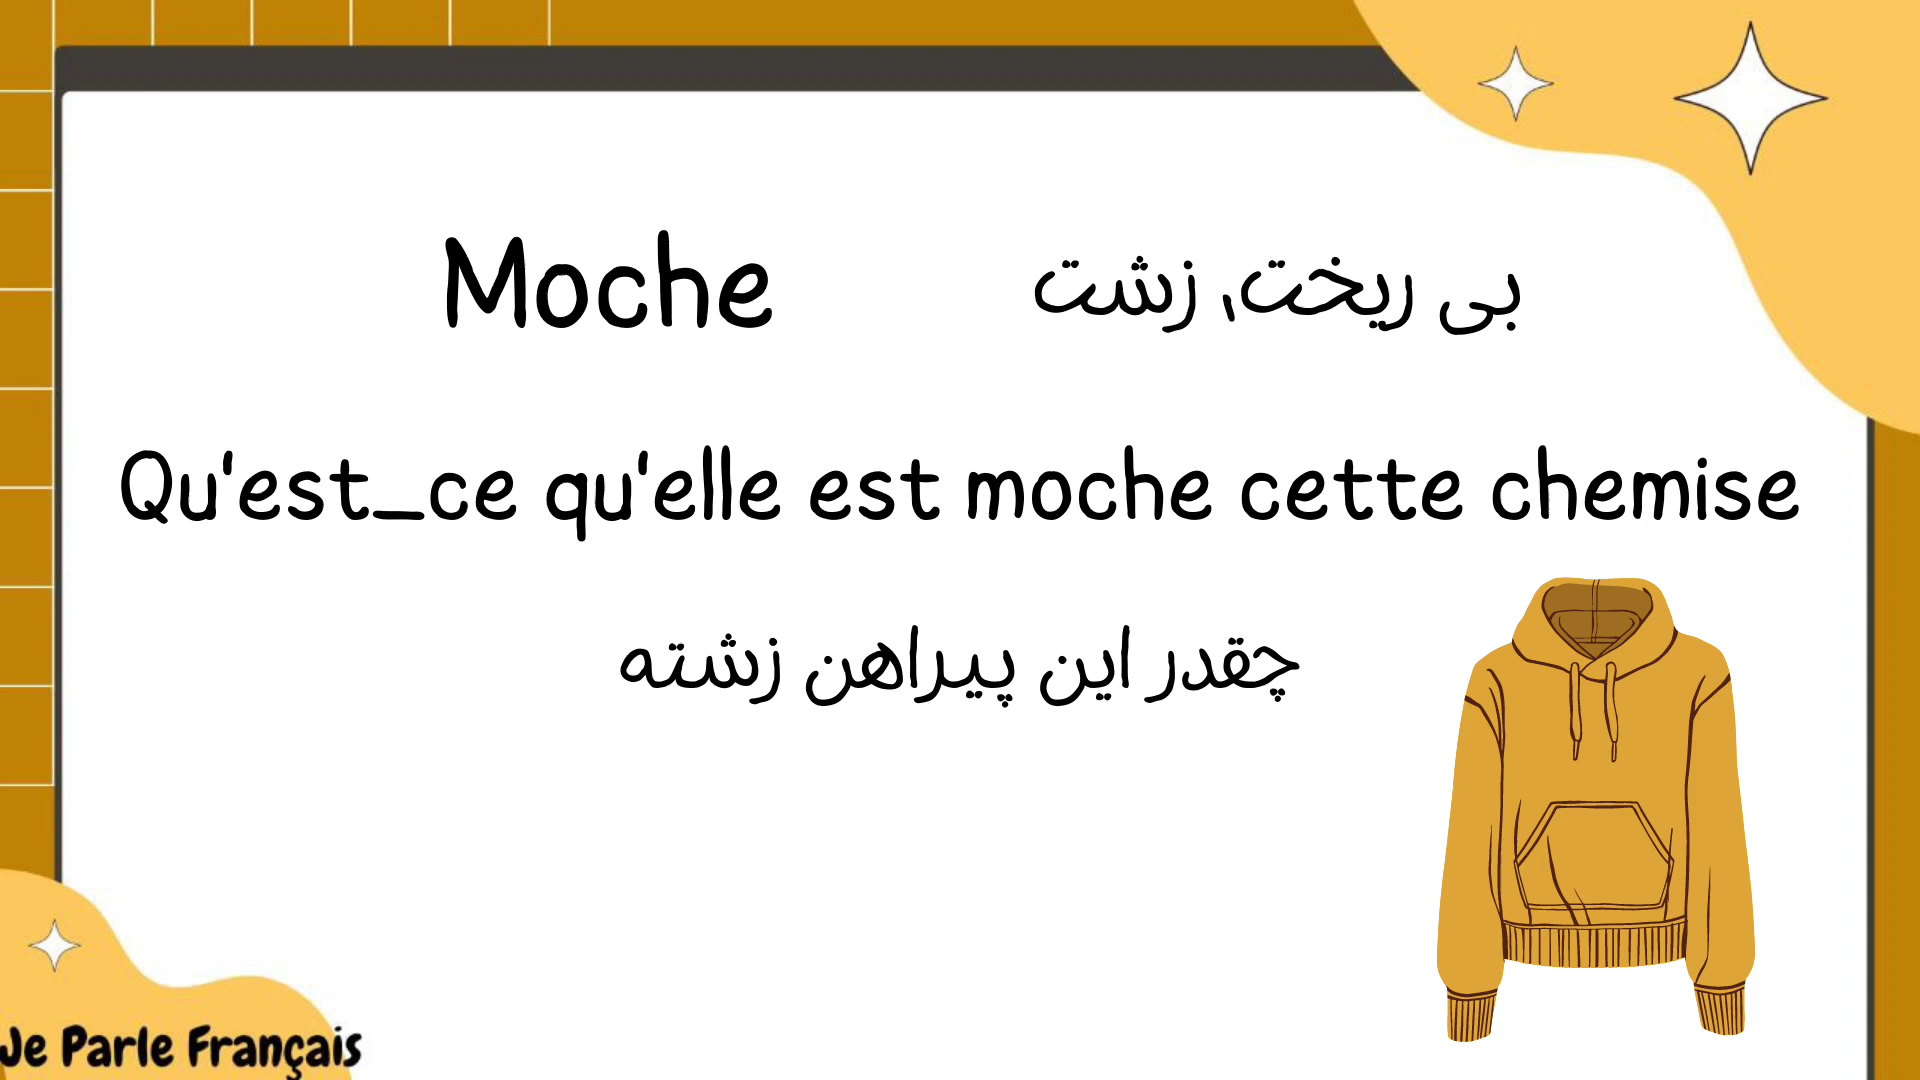 Moche
بی ریخت، زشت
Qu'est_ce qu'elle est moche cette chemise
چقدر این پیراهن زشته
Je Parle Français